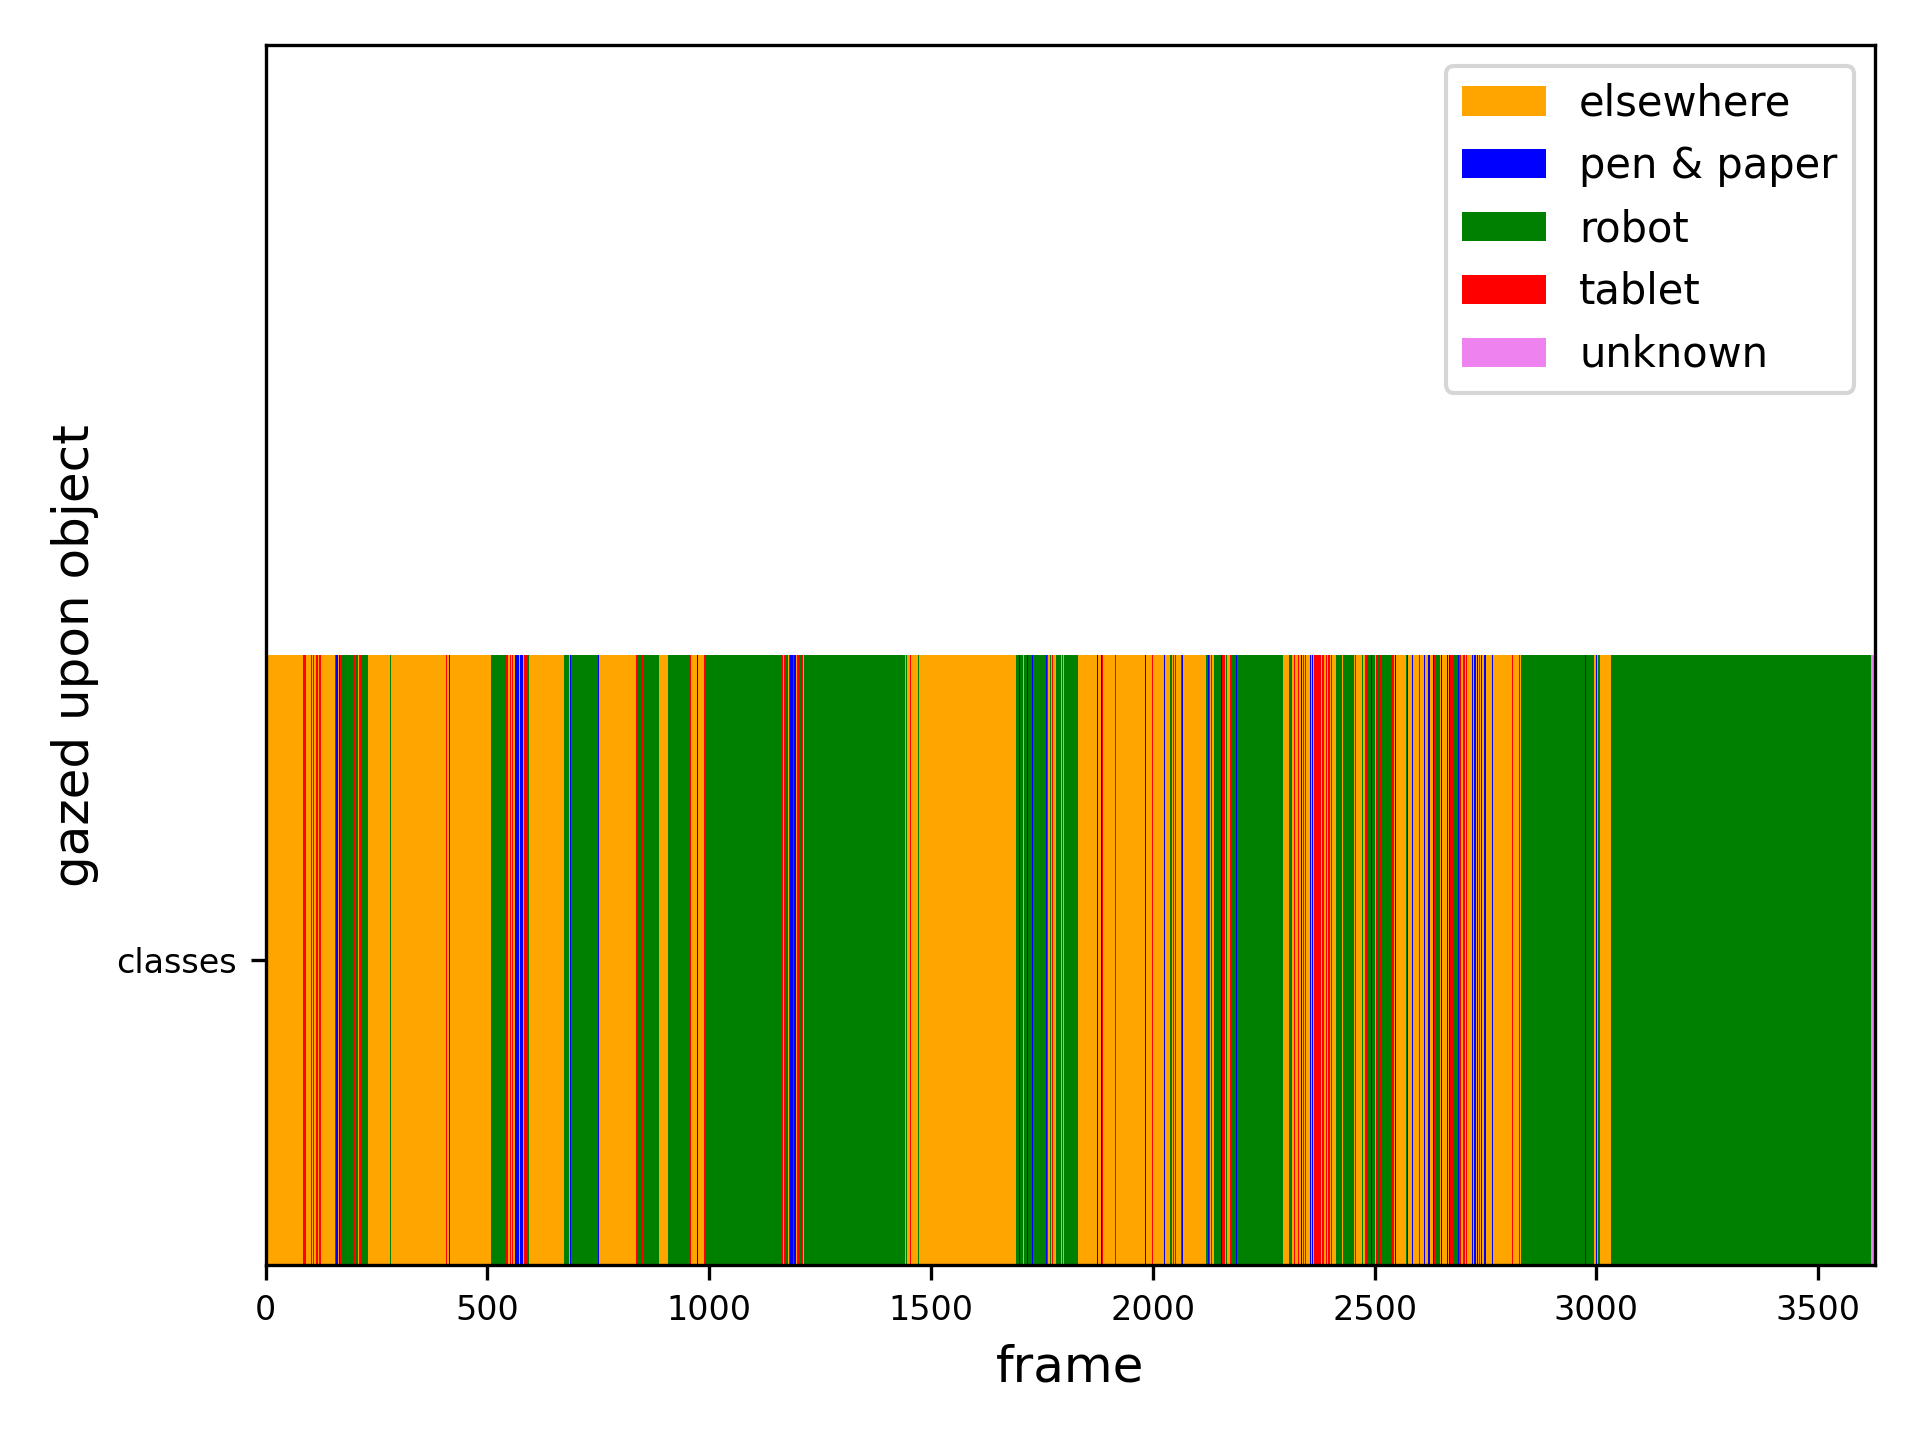 elsewhere
pen & paper
robot
tablet
unknown
gazed upon object
classes
0 500 1000 1500 2000 2500 3000 3500
frame